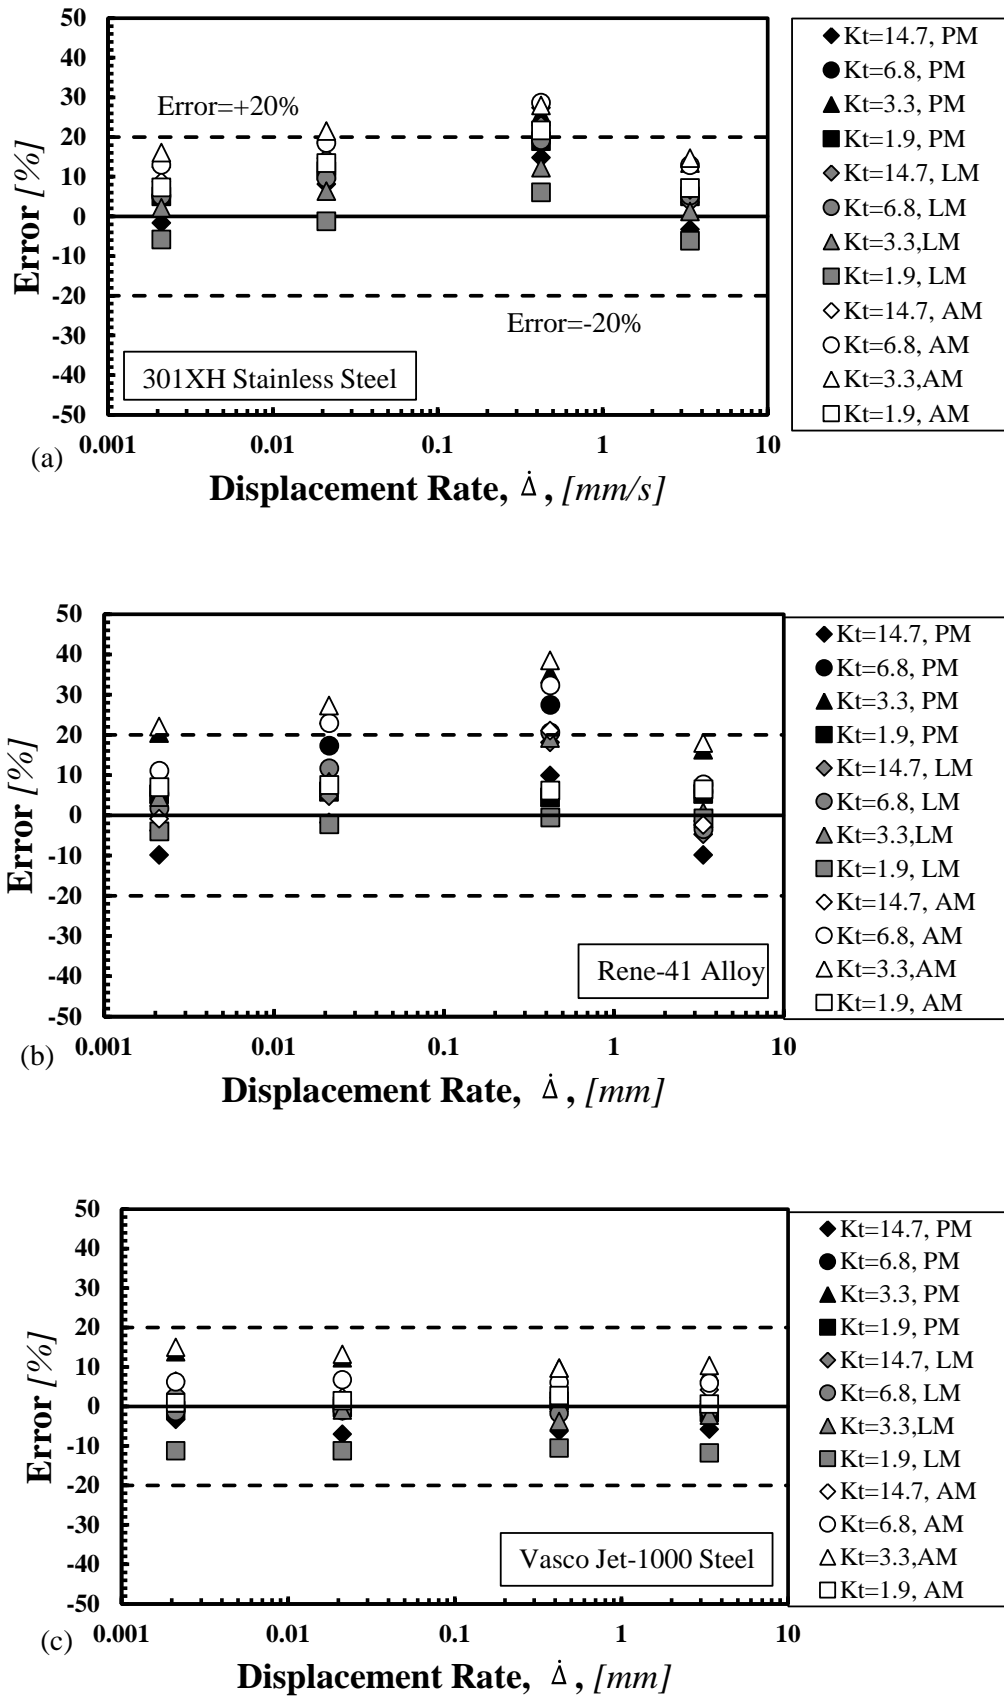 50
40
30
20
10
0
-10
-20
-30
-40
-50
Error [%]
Error=+20%
Error=-20%
301XH Stainless Steel
0.001 0.01 0.1 1 10
(a)
Displacement Rate, Δ̇ , [mm/s]
Kt=14.7, PM
Kt=6.8, PM
Kt=3.3, PM
Kt=1.9, PM
Kt=14.7, LM
Kt=6.8, LM
Kt=3.3,LM
Kt=1.9, LM
Kt=14.7, AM
Kt=6.8, AM
Kt=3.3,AM
Kt=1.9, AM
50
40
30
20
10
0
-10
-20
-30
-40
-50
Error [%]
Rene-41 Alloy
0.001 0.01 0.1 1 10
(b)
Displacement Rate, Δ̇ , [mm]
Kt=14.7, PM
Kt=6.8, PM
Kt=3.3, PM
Kt=1.9, PM
Kt=14.7, LM
Kt=6.8, LM
Kt=3.3,LM
Kt=1.9, LM
Kt=14.7, AM
Kt=6.8, AM
Kt=3.3,AM
Kt=1.9, AM
50
40
30
20
10
0
-10
-20
-30
-40
-50
Error [%]
Vasco Jet-1000 Steel
0.001 0.01 0.1 1 10
(c)
Displacement Rate, Δ̇ , [mm]
Kt=14.7, PM
Kt=6.8, PM
Kt=3.3, PM
Kt=1.9, PM
Kt=14.7, LM
Kt=6.8, LM
Kt=3.3,LM
Kt=1.9, LM
Kt=14.7, AM
Kt=6.8, AM
Kt=3.3,AM
Kt=1.9, AM